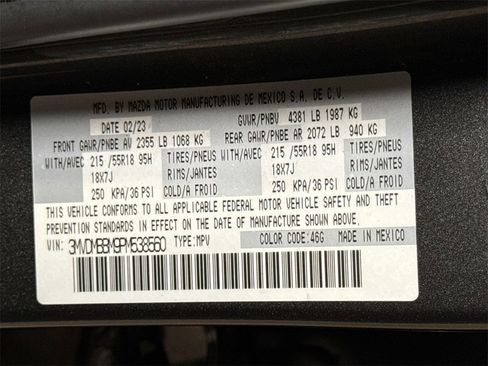 MFD. BY MAZDA MOTOR MANUFACTURING DE MEXICO S.A. DE C.V.
DATE 02/23 GVWR/PNBV 4381 LB 1987 KG
FRONT GAWR/PNBE AV 2355 LB 1068 KG REAR GAWR/PNBE AR 2072 LB 940 KG
WITH/AVEC 215/55R18 95H TIRES/PNEUS WITH/AVEC 215/55R18 95H TIRES/PNEUS
18X7J RIMS/JANTES 18X7J RIMS/JANTES
250 KPA/36 PSI COLD/A FROID 250 KPA/36 PSI COLD/A FROID
THIS VEHICLE CONFORMS TO ALL APPLICABLE FEDERAL MOTOR VEHICLE SAFETY AND THEFT
PREVENTION STANDARDS IN EFFECT ON THE DATE OF MANUFACTURE SHOWN ABOVE.
VIN: 3MVDMBBM9PM538560 TYPE:MPV COLOR CODE:46G MADE IN MEXICO